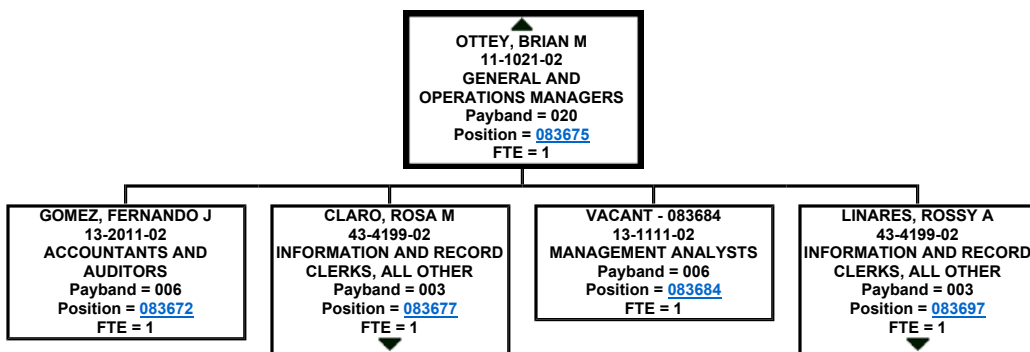 OTTEY, BRIAN M
11-1021-02
GENERAL AND
OPERATIONS MANAGERS
Payband = 020
Position = 083675
FTE = 1
GOMEZ, FERNANDO J
13-2011-02
ACCOUNTANTS AND
AUDITORS
Payband = 006
Position = 083672
FTE = 1
CLARO, ROSA M
43-4199-02
INFORMATION AND RECORD
CLERKS, ALL OTHER
Payband = 003
Position = 083677
FTE = 1
VACANT - 083684
13-1111-02
MANAGEMENT ANALYSTS
Payband = 006
Position = 083684
FTE = 1
LINARES, ROSSY A
43-4199-02
INFORMATION AND RECORD
CLERKS, ALL OTHER
Payband = 003
Position = 083697
FTE = 1